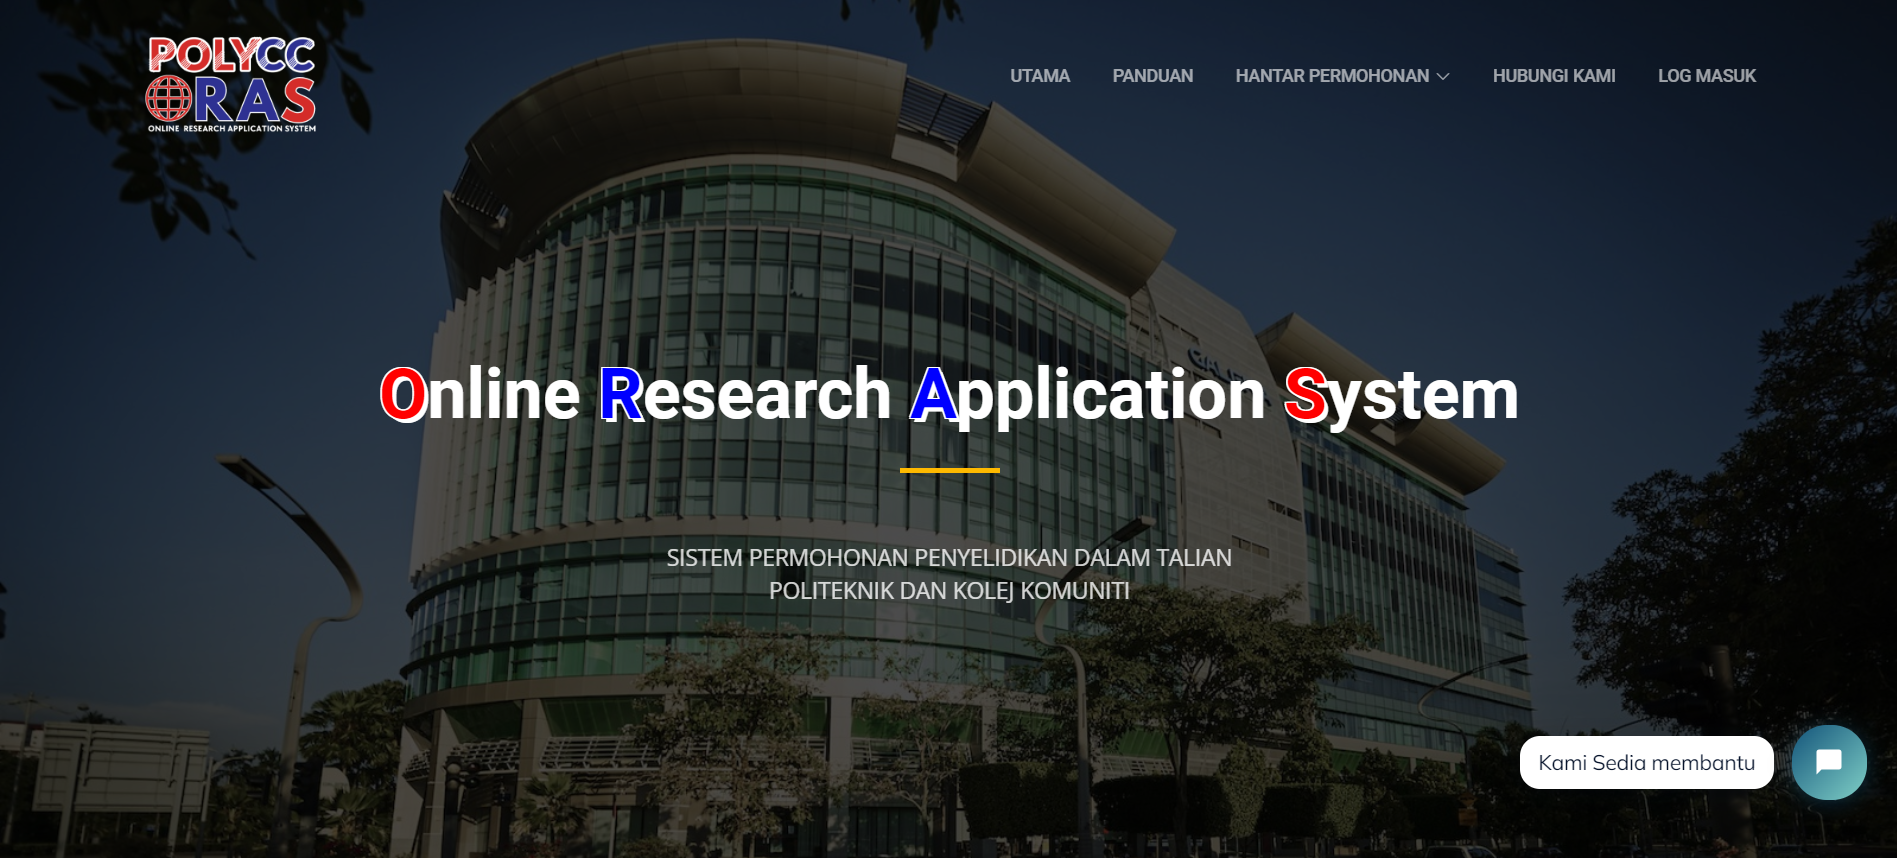 POLYCC
ORAS
ONLINE RESEARCH APPLICATION SYSTEM
UTAMA
PANDUAN
HANTAR PERMOHONAN
HUBUNGI KAMI
LOG MASUK
Online Research Application System
SISTEM PERMOHONAN PENYELIDIKAN DALAM TALIAN
POLITEKNIK DAN KOLEJ KOMUNITI
Kami Sedia membantu